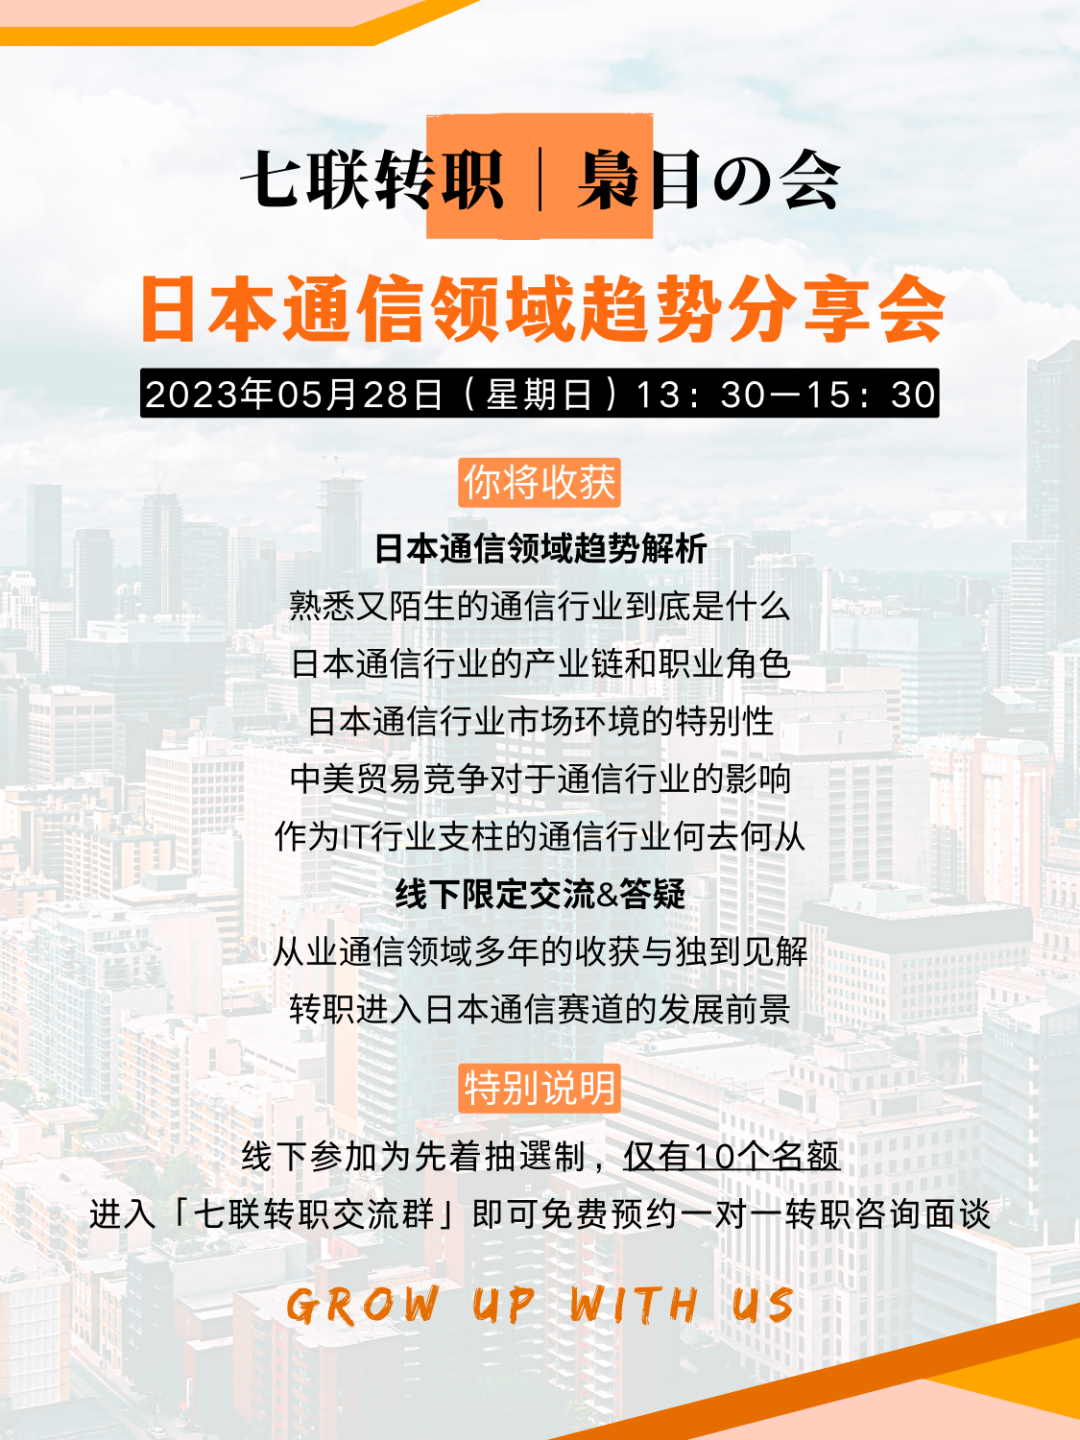 七联转职｜梟目の会
日本通信领域趋势分享会
2023年05月28日（星期日）13：30—15：30
你将收获
日本通信领域趋势解析
熟悉又陌生的通信行业到底是什么
日本通信行业的产业链和职业角色
日本通信行业市场环境的特别性
中美贸易竞争对于通信行业的影响
作为IT行业支柱的通信行业何去何从
线下限定交流&答疑
从业通信领域多年的收获与独到见解
转职进入日本通信赛道的发展前景
特别说明
线下参加为先着抽選制，仅有10个名额
进入「七联转职交流群」即可免费预约一对一转职咨询面谈
GROW UP WITH US